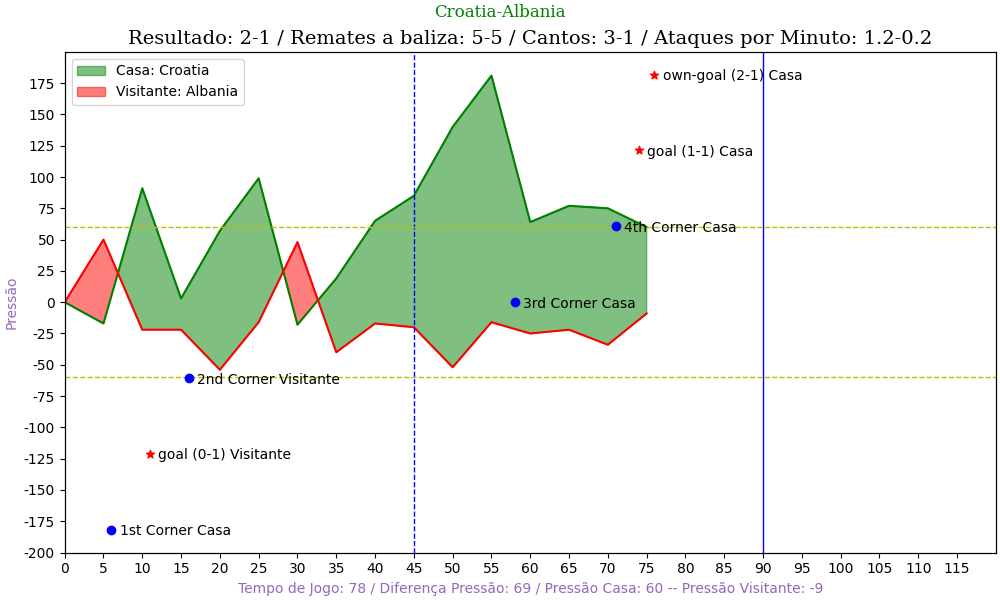 Croatia-Albania
Resultado: 2-1 / Remates a baliza: 5-5 / Cantos: 3-1 / Ataques por Minuto: 1.2-0.2
Casa: Croatia
Visitante: Albania
own-goal (2-1) Casa
goal (1-1) Casa
4th Corner Casa
3rd Corner Casa
2nd Corner Visitante
goal (0-1) Visitante
1st Corner Casa
Pressão
175
150
125
100
75
50
25
0
-25
-50
-75
-100
-125
-150
-175
-200
0 5 10 15 20 25 30 35 40 45 50 55 60 65 70 75 80 85 90 95 100 105 110 115
Tempo de Jogo: 78 / Diferença Pressão: 69 / Pressão Casa: 60 -- Pressão Visitante: -9